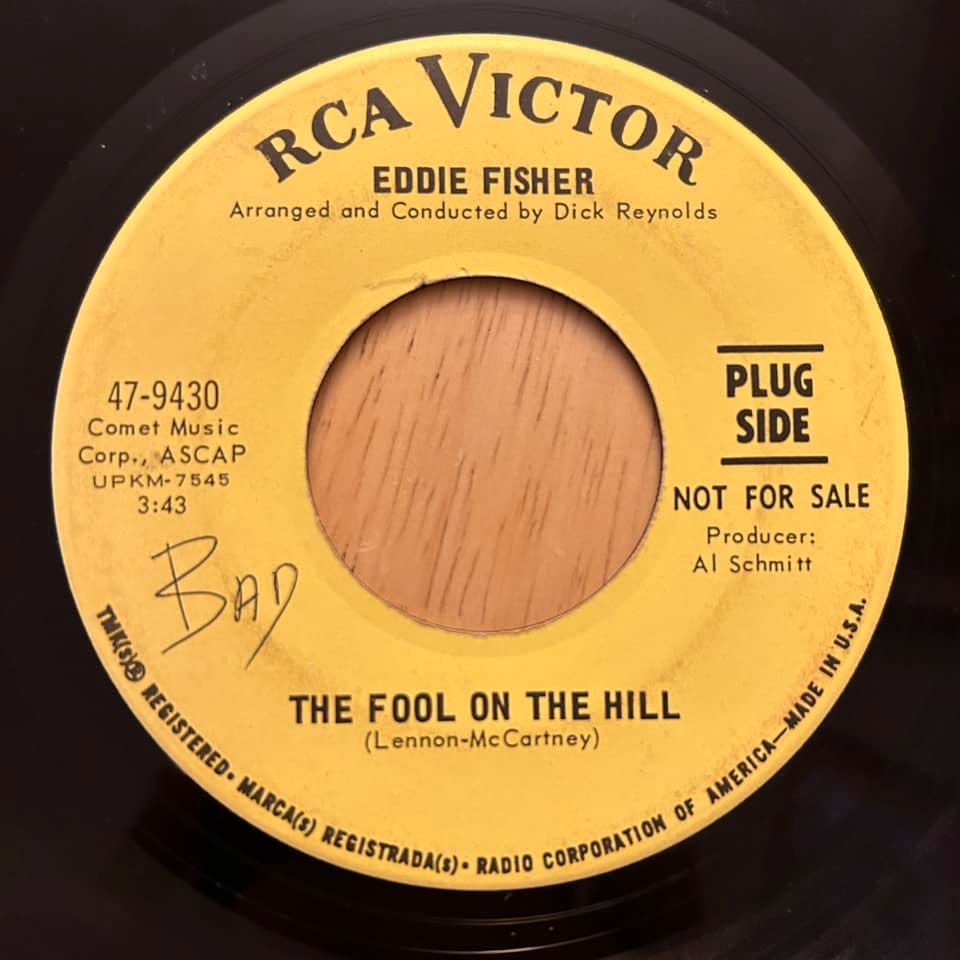 RCA VICTOR
EDDIE FISHER
Arranged and Conducted by Dick Reynolds
47-9430
Comet Music
Corp., ASCAP
UPKM-7545
3:43
BAD
PLUG
SIDE
NOT FOR SALE
Producer:
Al Schmitt
THE FOOL ON THE HILL
(Lennon-McCartney)
TMK(s)® REGISTERED • MARCA(s) REGISTRADA(s) • RADIO CORPORATION OF AMERICA—MADE IN U.S.A.